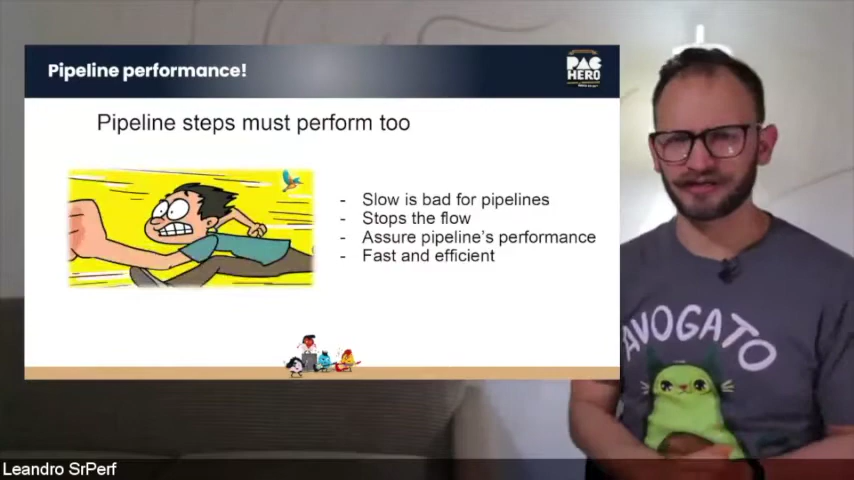 Pipeline performance!
PAC
HERO
Pipeline steps must perform too
- Slow is bad for pipelines
- Stops the flow
- Assure pipeline's performance
- Fast and efficient
AVOGATO
Leandro SrPerf